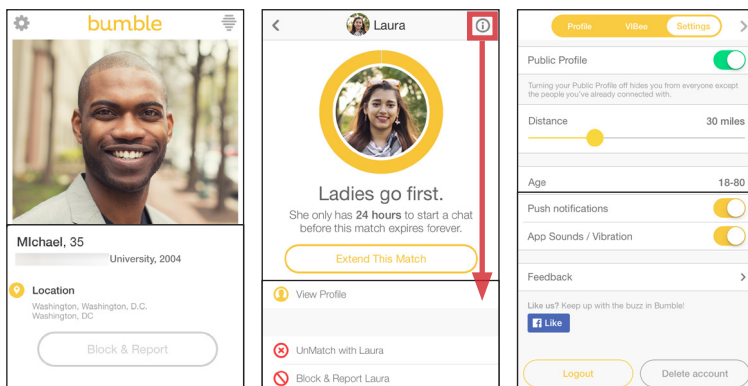 bumble
MIchael, 35
University, 2004
Location
Washington, Washington, D.C.
Washington, DC
Block & Report
Laura
Ladies go first.
She only has 24 hours to start a chat
before this match expires forever.
Extend This Match
View Profile
UnMatch with Laura
Block & Report Laura
Profile VIBee Settings
Public Profile
Turning your Public Profile off hides you from everyone except
the people you've already connected with.
Distance 30 miles
Age 18-80
Push notifications
App Sounds / Vibration
Feedback
Like us? Keep up with the buzz in Bumble!
f Like
Logout Delete account